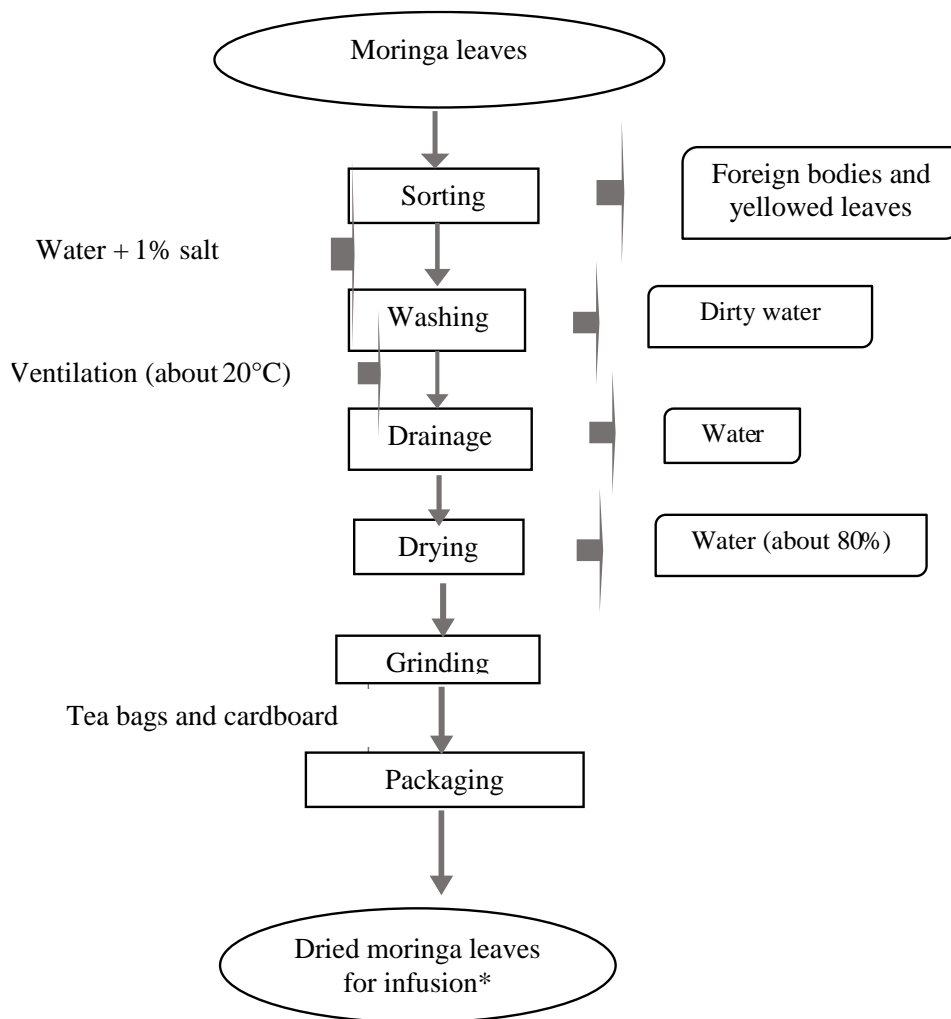 Moringa leaves
Sorting
Foreign bodies and
yellowed leaves
Water + 1% salt
Washing
Dirty water
Ventilation (about 20°C)
Drainage
Water
Drying
Water (about 80%)
Grinding
Tea bags and cardboard
Packaging
Dried moringa leaves
for infusion*